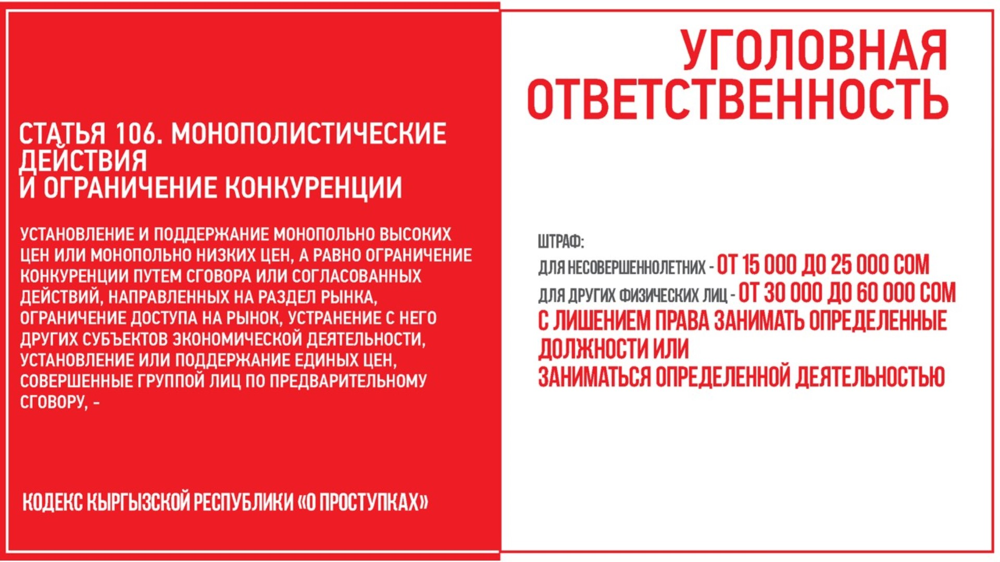 СТАТЬЯ 106. МОНОПОЛИСТИЧЕСКИЕ
ДЕЙСТВИЯ
И ОГРАНИЧЕНИЕ КОНКУРЕНЦИИ
УСТАНОВЛЕНИЕ И ПОДДЕРЖАНИЕ МОНОПОЛЬНО ВЫСОКИХ
ЦЕН ИЛИ МОНОПОЛЬНО НИЗКИХ ЦЕН, А РАВНО ОГРАНИЧЕНИЕ
КОНКУРЕНЦИИ ПУТЕМ СГОВОРА ИЛИ СОГЛАСОВАННЫХ
ДЕЙСТВИЙ, НАПРАВЛЕННЫХ НА РАЗДЕЛ РЫНКА,
ОГРАНИЧЕНИЕ ДОСТУПА НА РЫНОК, УСТРАНЕНИЕ С НЕГО
ДРУГИХ СУБЪЕКТОВ ЭКОНОМИЧЕСКОЙ ДЕЯТЕЛЬНОСТИ,
УСТАНОВЛЕНИЕ ИЛИ ПОДДЕРЖАНИЕ ЕДИНЫХ ЦЕН,
СОВЕРШЕННЫЕ ГРУППОЙ ЛИЦ ПО ПРЕДВАРИТЕЛЬНОМУ
СГОВОРУ, -
КОДЕКС КЫРГЫЗСКОЙ РЕСПУБЛИКИ «О ПРОСТУПКАХ»
УГОЛОВНАЯ
ОТВЕТСТВЕННОСТЬ
ШТРАФ:
ДЛЯ НЕСОВЕРШЕННОЛЕТНИХ - ОТ 15 000 ДО 25 000 СОМ
ДЛЯ ДРУГИХ ФИЗИЧЕСКИХ ЛИЦ - ОТ 30 000 ДО 60 000 СОМ
С ЛИШЕНИЕМ ПРАВА ЗАНИМАТЬ ОПРЕДЕЛЕННЫЕ
ДОЛЖНОСТИ ИЛИ
ЗАНИМАТЬСЯ ОПРЕДЕЛЕННОЙ ДЕЯТЕЛЬНОСТЬЮ